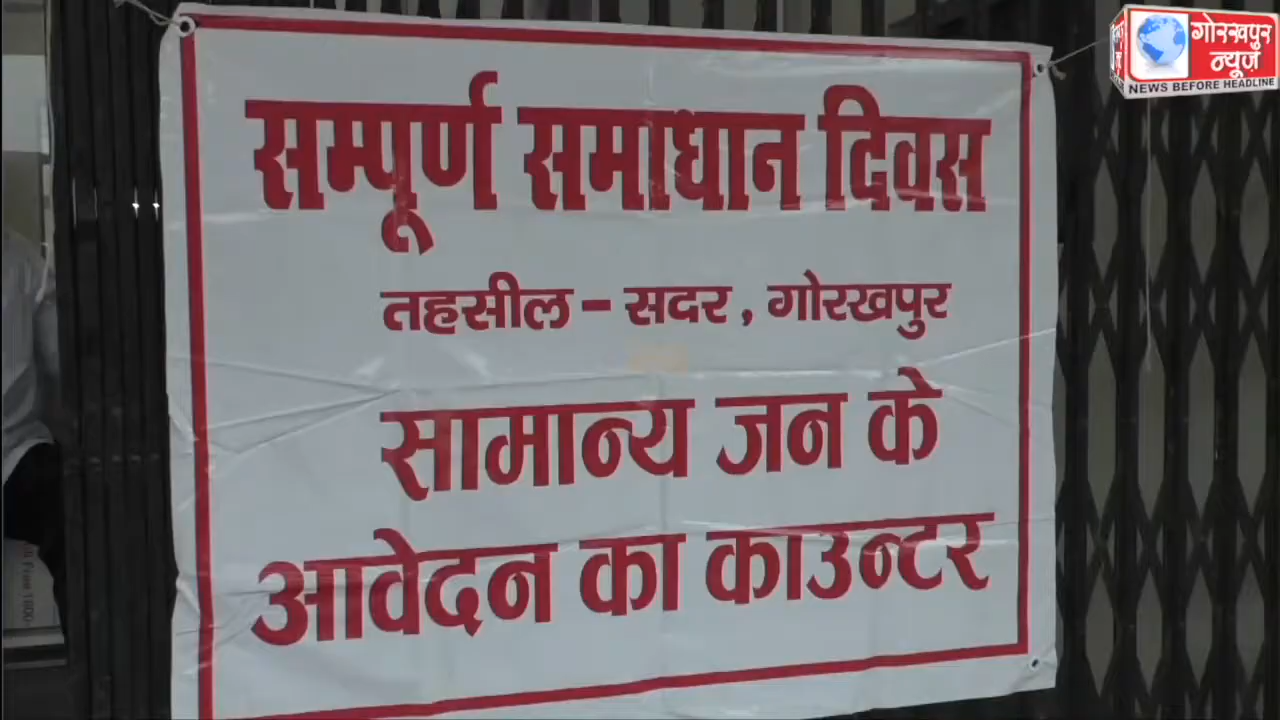 सम्पूर्ण समाधान दिवस
तहसील - सदर, गोरखपुर
सामान्य जन के
आवेदन का काउन्टर
गोरखपुर
न्यूज़
NEWS BEFORE HEADLINE